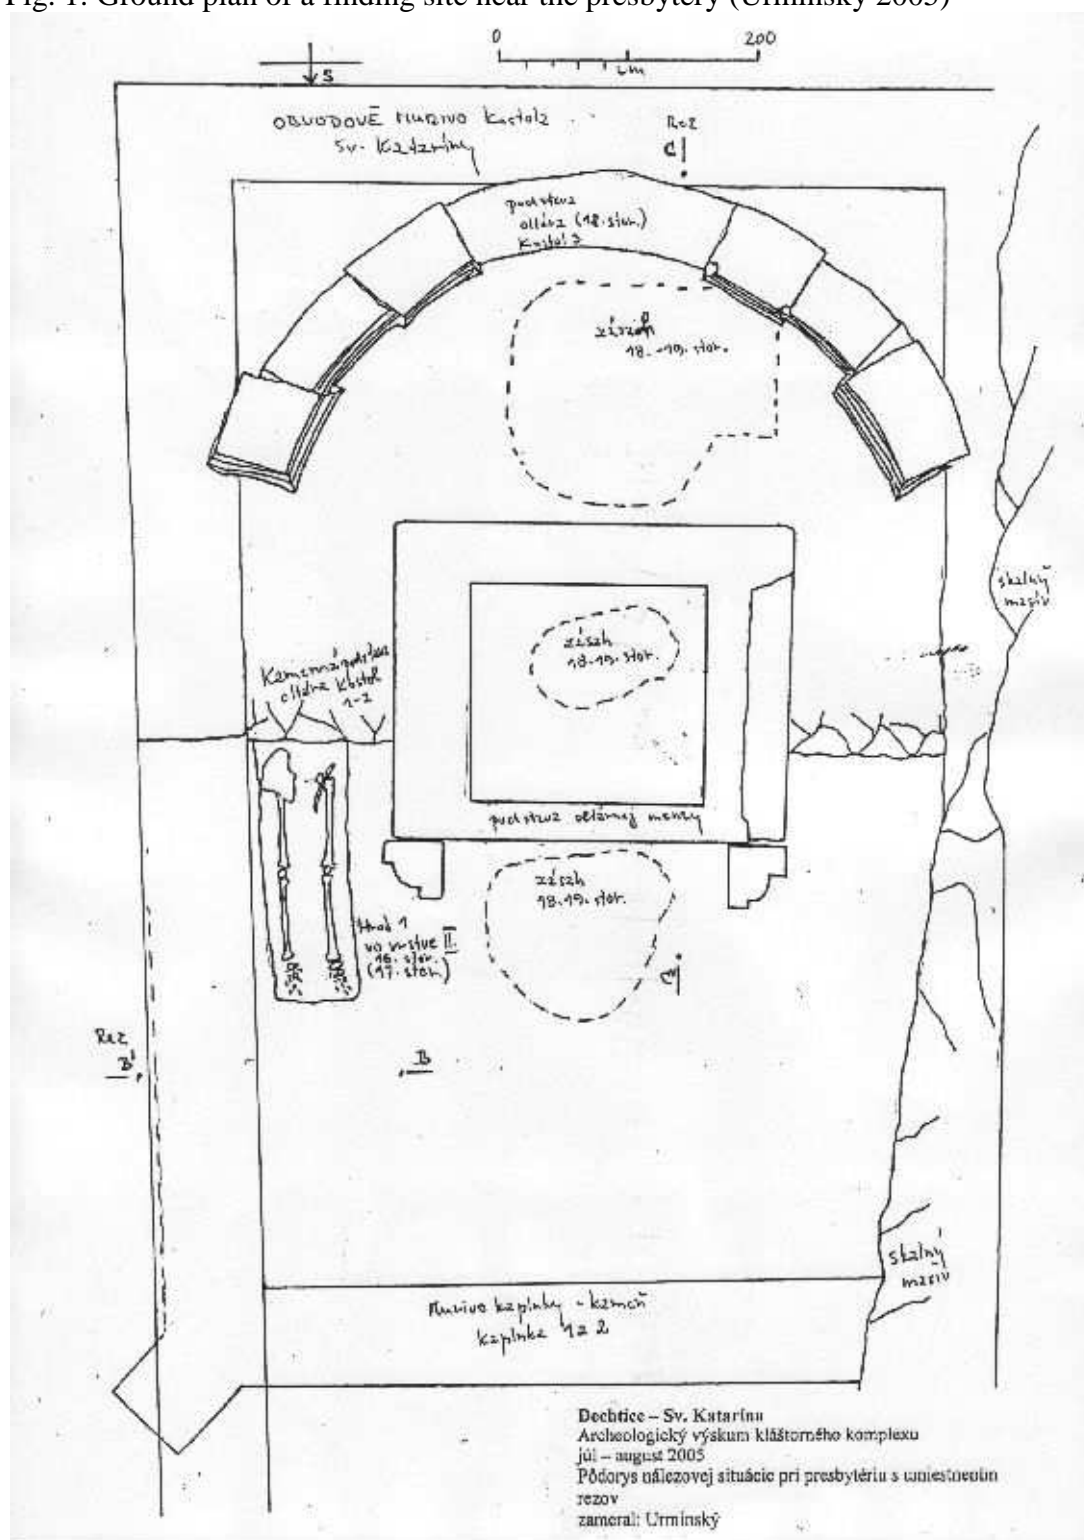 Fig. 1: Ground plan of a finding site near the presbytery (Urmínský 2005)
0 200
cm
S
OBVODOVÉ MURIVO Kostola
Sv. Kataríny
Rez
C
podstava
oltára (18. stor.)
Kostol 3
zásah
18.-19. stor.
skalný
masív
zásah
18.-19. stor.
Kamenná podstava
oltára Kostol
1-2
podstava oltárnej menzy
zásah
18.19. stor.
Hrob 1
vo vrstve II.
16. stor.
(17. stor.)
C'
Rez
B'
B
skalný
masív
Murivo kaplnky - kameň
kaplnka 1 a 2
Dechtice – Sv. Katarína
Archeologický výskum kláštorného komplexu
júl – august 2005
Pôdorys nálezovej situácie pri presbytériu s umiestnením
rezov
zameral: Urmínský